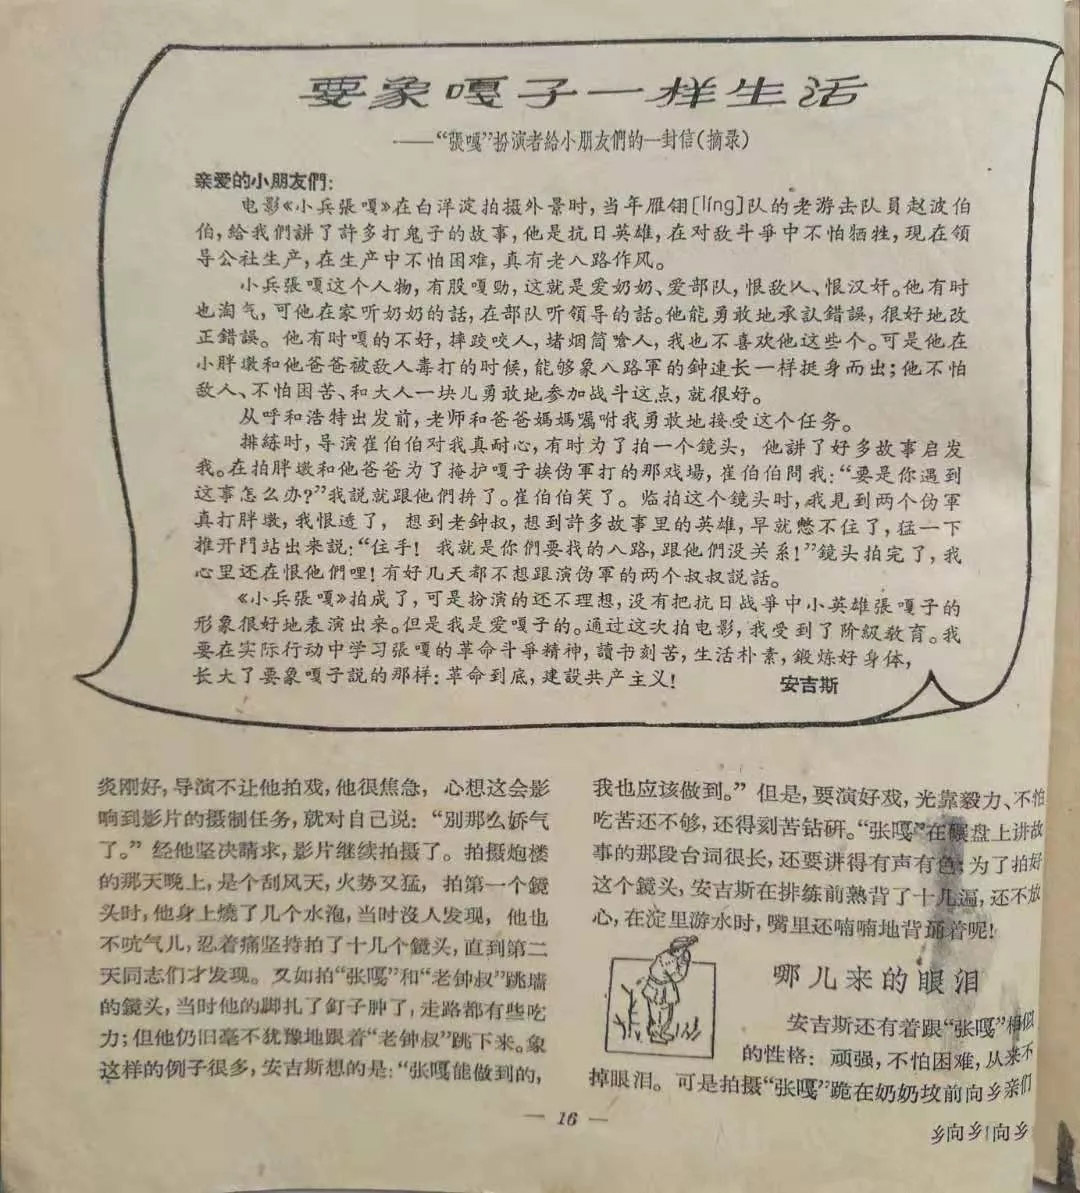 要象嘎子一样生活
——“張嘎”扮演者給小朋友們的一封信(摘录)
亲爱的小朋友們:
电影《小兵張嘎》在白洋淀拍摄外景时,当年雁翎[líng]队的老游击队員赵波伯
伯,給我們讲了許多打鬼子的故事,他是抗日英雄,在对敌斗爭中不怕牺牲,現在領
导公社生产,在生产中不怕困难,真有老八路作风。
小兵張嘎这个人物,有股嘎勁,这就是爱奶奶、爱部队,恨敌人、恨汉奸。他有时
也淘气,可他在家听奶奶的話,在部队听領导的話。他能勇敢地承认錯誤,很好地改
正錯誤。他有时嘎的不好,摔跤咬人,堵烟筒嗆人,我也不喜欢他这些个。可是他在
小胖墩和他爸爸被敌人毒打的时候,能够象八路軍的鈡連长一样挺身而出;他不怕
敌人、不怕困苦、和大人一块儿勇敢地参加战斗这点,就很好。
从呼和浩特出发前,老师和爸爸媽媽嘱咐我勇敢地接受这个任务。
排練时,导演崔伯伯对我真耐心,有时为了拍一个鏡头,他讲了好多故事启发
我。在拍胖墩和他爸爸为了掩护嘎子挨伪軍打的那戏場,崔伯伯問我:“要是你遇到
这事怎么办?”我說就跟他們拚了。崔伯伯笑了。临拍这个鏡头时,我見到两个伪軍
真打胖墩,我恨透了,想到老鈡叔,想到許多故事里的英雄,早就憋不住了,猛一下
推开門站出来說:“住手!我就是你們要找的八路,跟他們没关系!”鏡头拍完了,我
心里还在恨他們哩!有好几天都不想跟演伪軍的两个叔叔説話。
《小兵張嘎》拍成了,可是扮演的还不理想,没有把抗日战爭中小英雄張嘎子的
形象很好地表演出来。但是我是爱嘎子的。通过这次拍电影,我受到了阶級教育。我
要在实际行动中学习張嘎的革命斗爭精神,讀书刻苦,生活朴素,鍛炼好身体,
长大了要象嘎子説的那样:革命到底,建設共产主义!
安吉斯
炎刚好,导演不让他拍戏,他很焦急,心想这会影
响到影片的摄制任务,就对自己说:“别那么娇气
了。”经他坚决請求,影片继续拍摄了。拍摄炮楼
的那天晚上,是个刮风天,火势又猛,拍第一个鏡
头时,他身上燒了几个水泡,当时沒人发现,他也
不吭气儿,忍着痛坚持拍了十几个鏡头,直到第二
天同志们才发现。又如拍“张嘎”和“老钟叔”跳墙
的鏡头,当时他的脚扎了釘子肿了,走路都有些吃
力;但他仍旧毫不犹豫地跟着“老钟叔”跳下来。象
这样的例子很多,安吉斯想的是:“张嘎能做到的,
我也应该做到。”但是,要演好戏,光靠毅力、不怕
吃苦还不够,还得刻苦钻研。“张嘎”在碾盘上讲故
事的那段台词很长,还要讲得有声有色;为了拍好
这个鏡头,安吉斯在排练前熟背了十几遍,还不放
心,在淀里游水时,嘴里还喃喃地背诵着呢!
哪儿来的眼泪
安吉斯还有着跟“张嘎”相似
的性格:顽强,不怕困难,从来不
掉眼泪。可是拍摄“张嘎”跪在奶奶坟前向乡亲们
— 16 —
乡向乡向乡